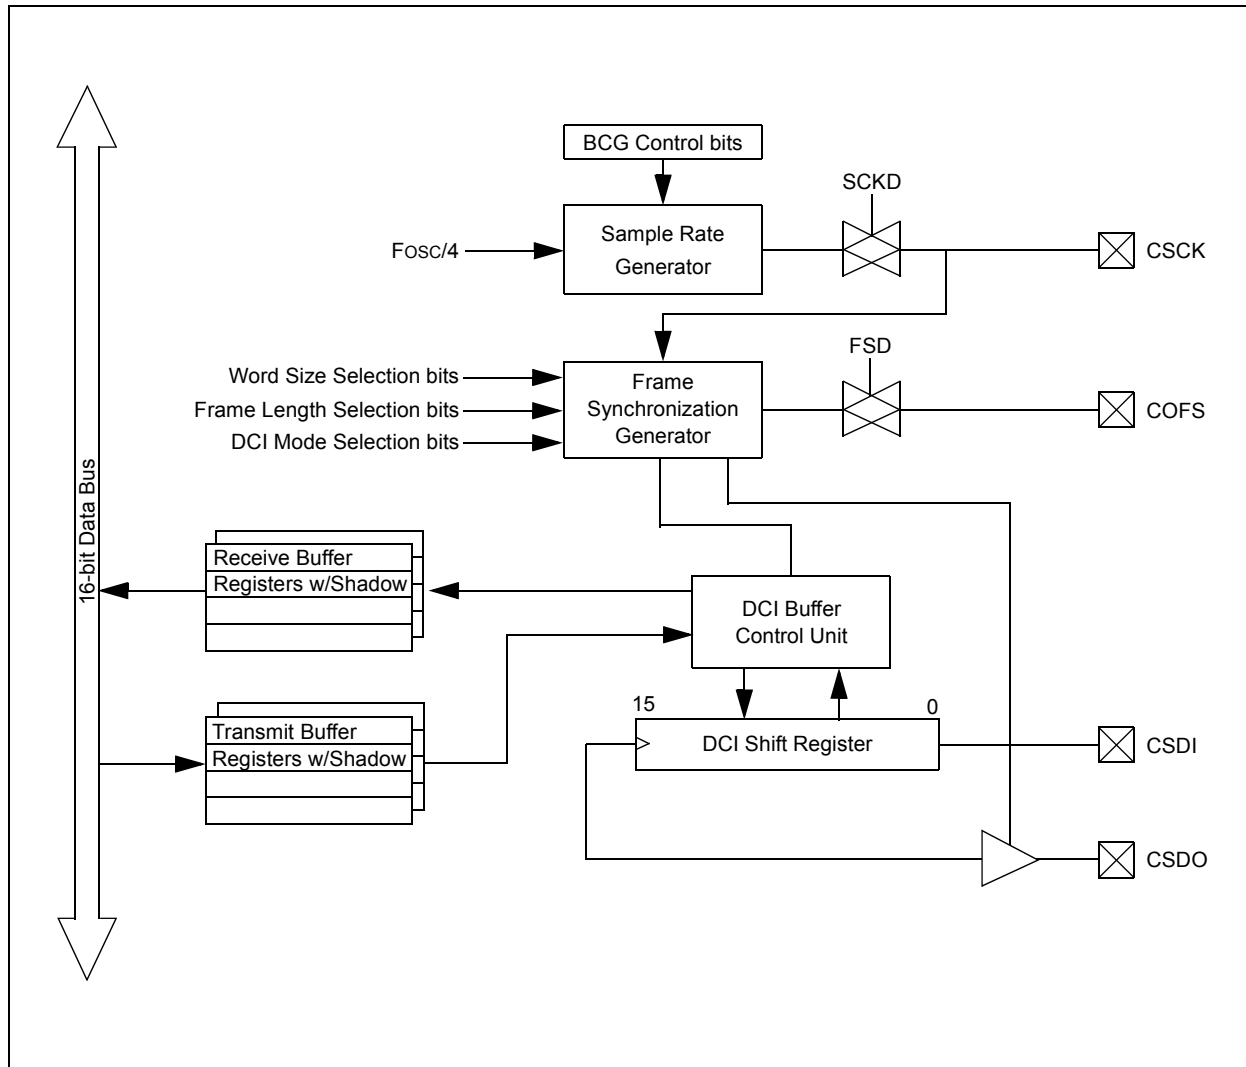 BCG Control bits
SCKD
Sample Rate
Generator
FOSC/4
CSCK
FSD
Word Size Selection bits
Frame Length Selection bits
DCI Mode Selection bits
Frame
Synchronization
Generator
COFS
16-bit Data Bus
Receive Buffer
Registers w/Shadow
DCI Buffer
Control Unit
Transmit Buffer
Registers w/Shadow
15
0
DCI Shift Register
CSDI
CSDO